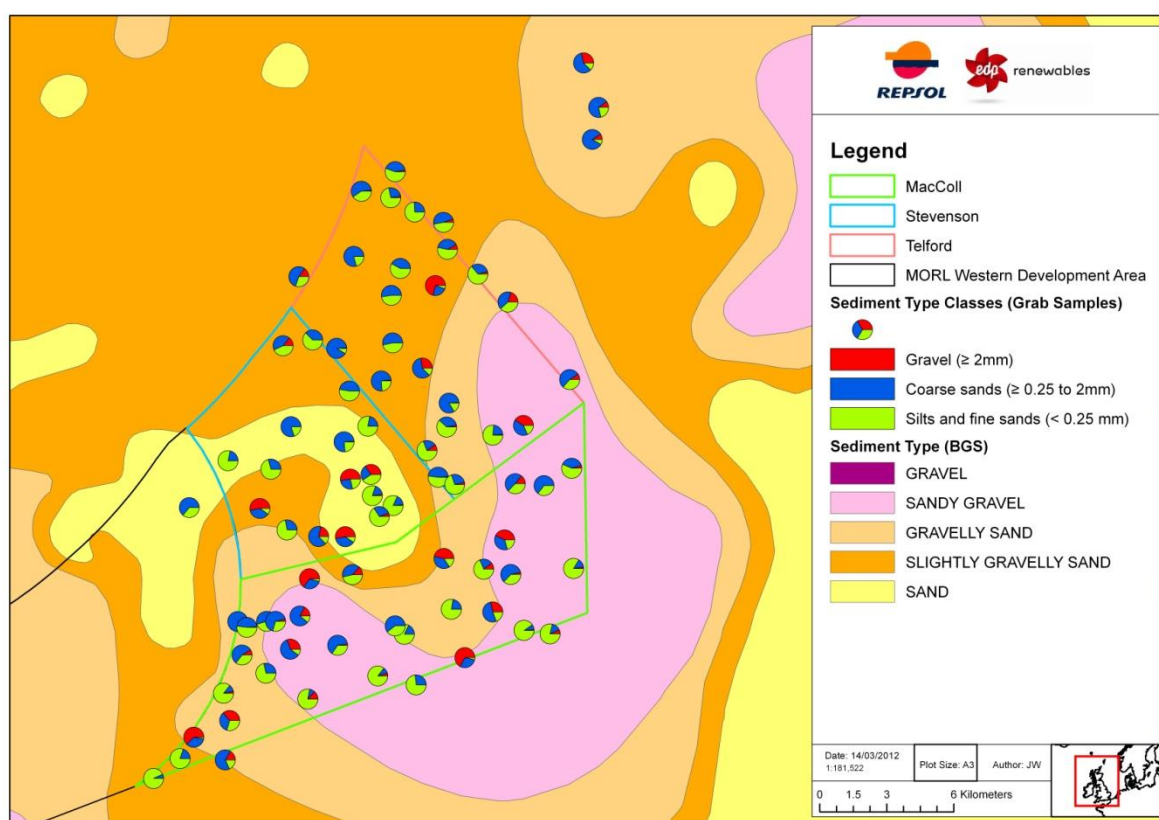 REPSOL
edp renewables
Legend
MacColl
Stevenson
Telford
MORL Western Development Area
Sediment Type Classes (Grab Samples)
Gravel (≥ 2mm)
Coarse sands (≥ 0.25 to 2mm)
Silts and fine sands (< 0.25 mm)
Sediment Type (BGS)
GRAVEL
SANDY GRAVEL
GRAVELLY SAND
SLIGHTLY GRAVELLY SAND
SAND
Date: 14/03/2012
1:181,522
Plot Size: A3
Author: JW
0 1.5 3 6 Kilometers